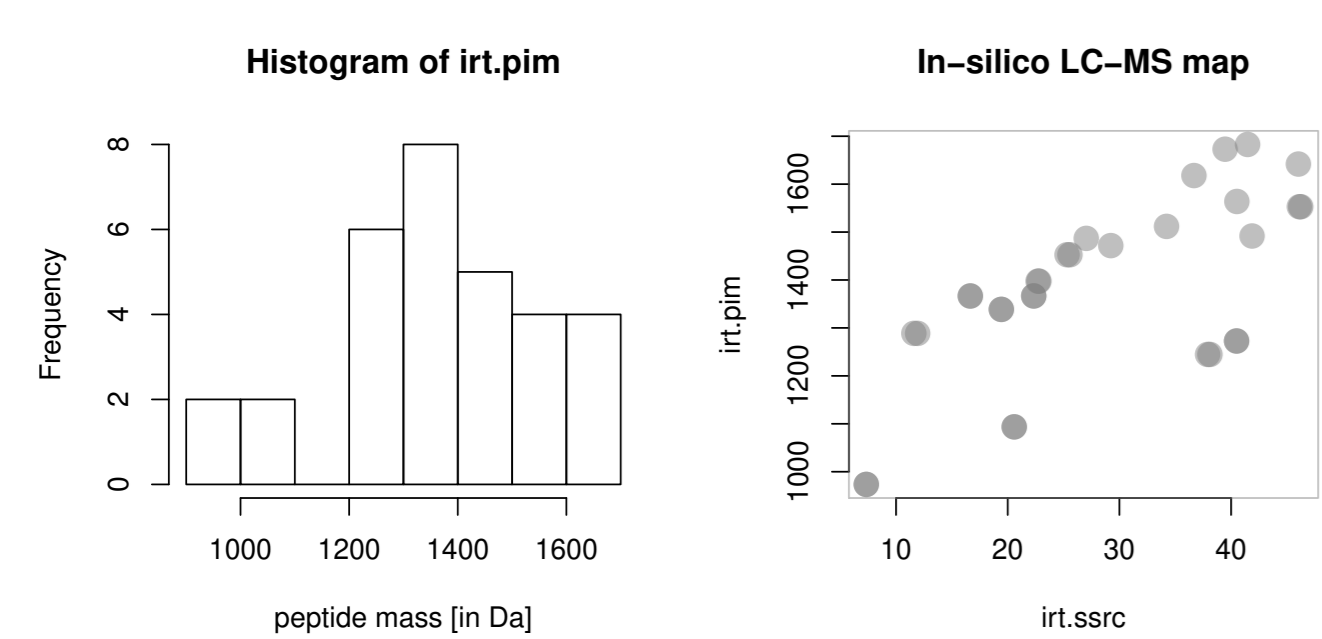 Histogram of irt.pim
Frequency
0
2
4
6
8
1000 1200 1400 1600
peptide mass [in Da]
In−silico LC−MS map
irt.pim
1000
1200
1400
1600
10 20 30 40
irt.ssrc